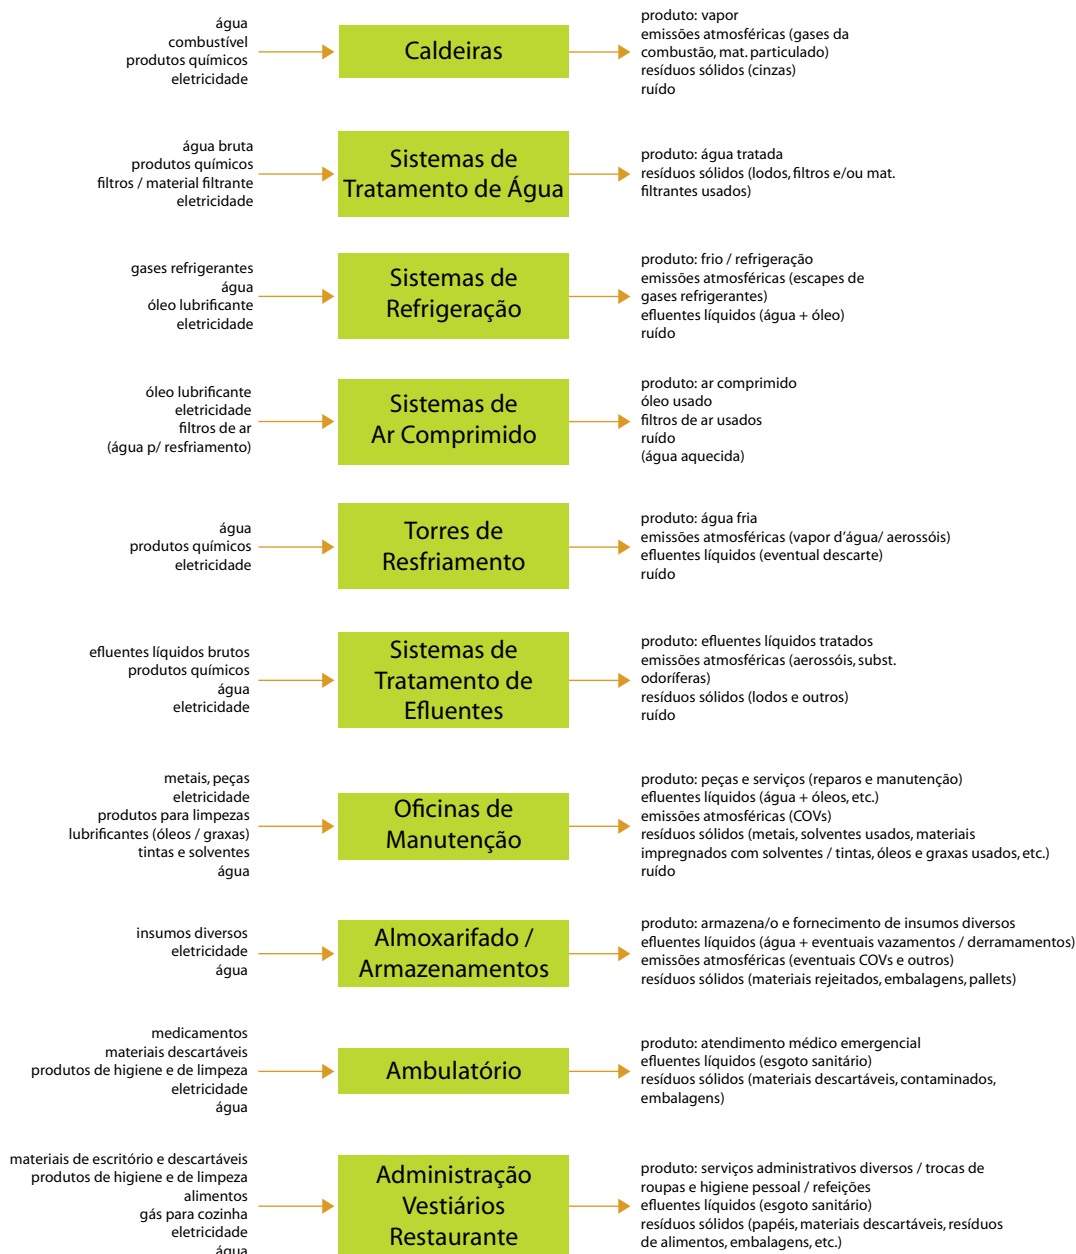 água
combustível
produtos químicos
eletricidade
Caldeiras
produto: vapor
emissões atmosféricas (gases da
combustão, mat. particulado)
resíduos sólidos (cinzas)
ruído
água bruta
produtos químicos
filtros / material filtrante
eletricidade
Sistemas de
Tratamento de Água
produto: água tratada
resíduos sólidos (lodos, filtros e/ou mat.
filtrantes usados)
gases refrigerantes
água
óleo lubrificante
eletricidade
Sistemas de
Refrigeração
produto: frio / refrigeração
emissões atmosféricas (escapes de
gases refrigerantes)
efluentes líquidos (água + óleo)
ruído
óleo lubrificante
eletricidade
filtros de ar
(água p/ resfriamento)
Sistemas de
Ar Comprimido
produto: ar comprimido
óleo usado
filtros de ar usados
ruído
(água aquecida)
água
produtos químicos
eletricidade
Torres de
Resfriamento
produto: água fria
emissões atmosféricas (vapor d'água/ aerossóis)
efluentes líquidos (eventual descarte)
ruído
efluentes líquidos brutos
produtos químicos
água
eletricidade
Sistemas de
Tratamento de
Efluentes
produto: efluentes líquidos tratados
emissões atmosféricas (aerossóis, subst.
odoríferas)
resíduos sólidos (lodos e outros)
ruído
metais, peças
eletricidade
produtos para limpezas
lubrificantes (óleos / graxas)
tintas e solventes
água
Oficinas de
Manutenção
produto: peças e serviços (reparos e manutenção)
efluentes líquidos (água + óleos, etc.)
emissões atmosféricas (COVs)
resíduos sólidos (metais, solventes usados, materiais
impregnados com solventes / tintas, óleos e graxas usados, etc.)
ruído
insumos diversos
eletricidade
água
Almoxarifado /
Armazenamentos
produto: armazena/o e fornecimento de insumos diversos
efluentes líquidos (água + eventuais vazamentos / derramamentos)
emissões atmosféricas (eventuais COVs e outros)
resíduos sólidos (materiais rejeitados, embalagens, pallets)
medicamentos
materiais descartáveis
produtos de higiene e de limpeza
eletricidade
água
Ambulatório
produto: atendimento médico emergencial
efluentes líquidos (esgoto sanitário)
resíduos sólidos (materiais descartáveis, contaminados,
embalagens)
materiais de escritório e descartáveis
produtos de higiene e de limpeza
alimentos
gás para cozinha
eletricidade
água
Administração
Vestiários
Restaurante
produto: serviços administrativos diversos / trocas de
roupas e higiene pessoal / refeições
efluentes líquidos (esgoto sanitário)
resíduos sólidos (papéis, materiais descartáveis, resíduos
de alimentos, embalagens, etc.)